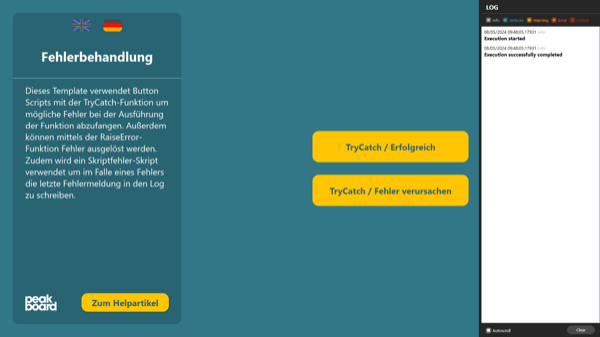 Fehlerbehandlung
Dieses Template verwendet Button
Scripts mit der TryCatch-Funktion um
mögliche Fehler bei der Ausführung
der Funktion abzufangen. Außerdem
können mittels der RaiseError-
Funktion Fehler ausgelöst werden.
Zudem wird ein Skriptfehler-Skript
verwendet um im Falle eines Fehlers
die letzte Fehlermeldung in den Log
zu schreiben.
peak
board
Zum Helpartikel
TryCatch / Erfolgreich
TryCatch / Fehler verursachen
LOG
Info Verbose Warning Error Critical
08/05/2024 09:48:05.17931 Info
Execution started
08/05/2024 09:48:05.17931 Info
Execution successfully completed
Autoscroll
Clear